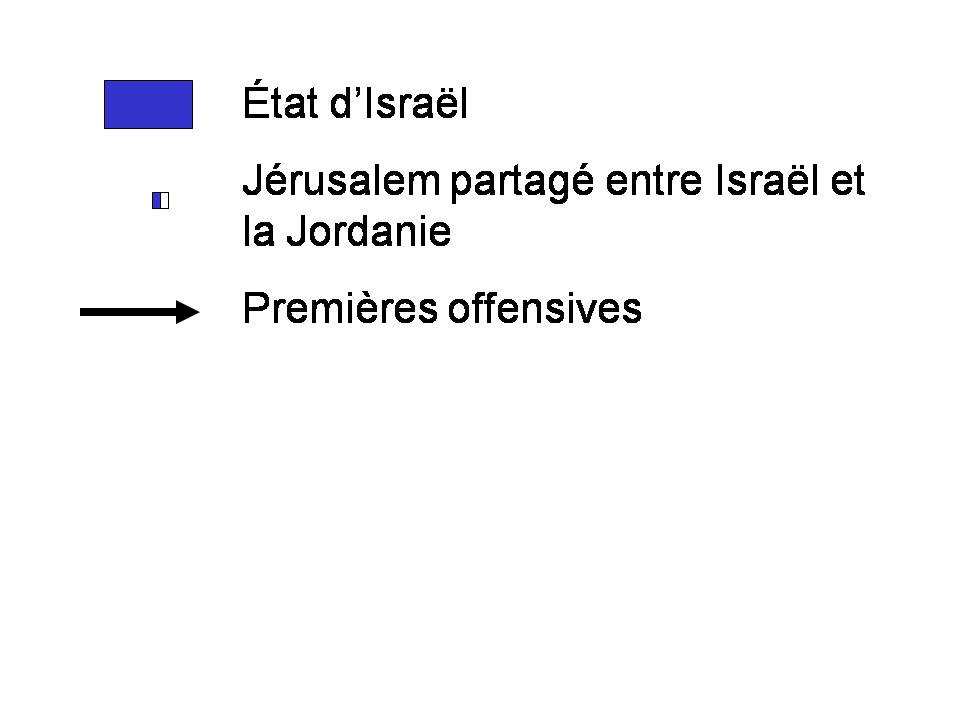 État d’Israël
Jérusalem partagé entre Israël et
la Jordanie
Premières offensives